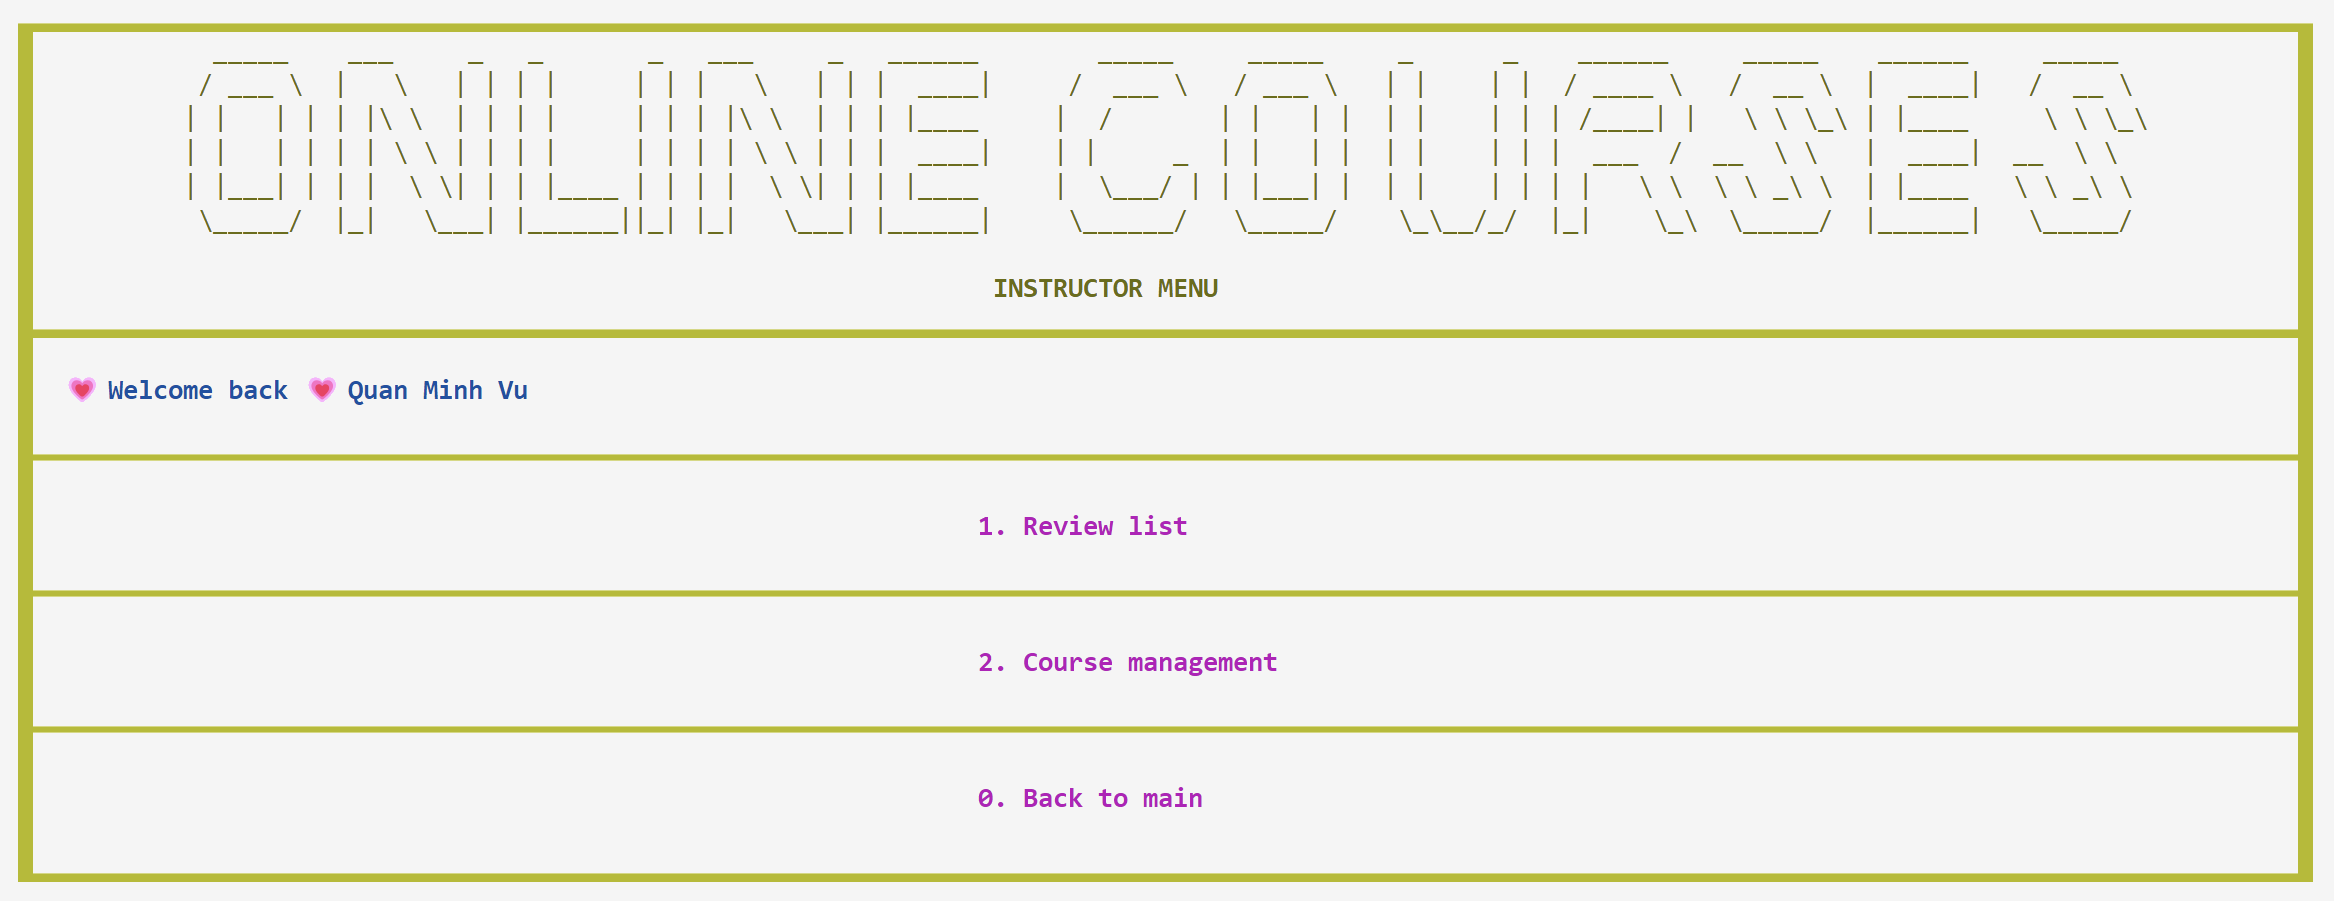 ONLINE COURSES
INSTRUCTOR MENU
💗 Welcome back 💗 Quan Minh Vu
1. Review list
2. Course management
0. Back to main